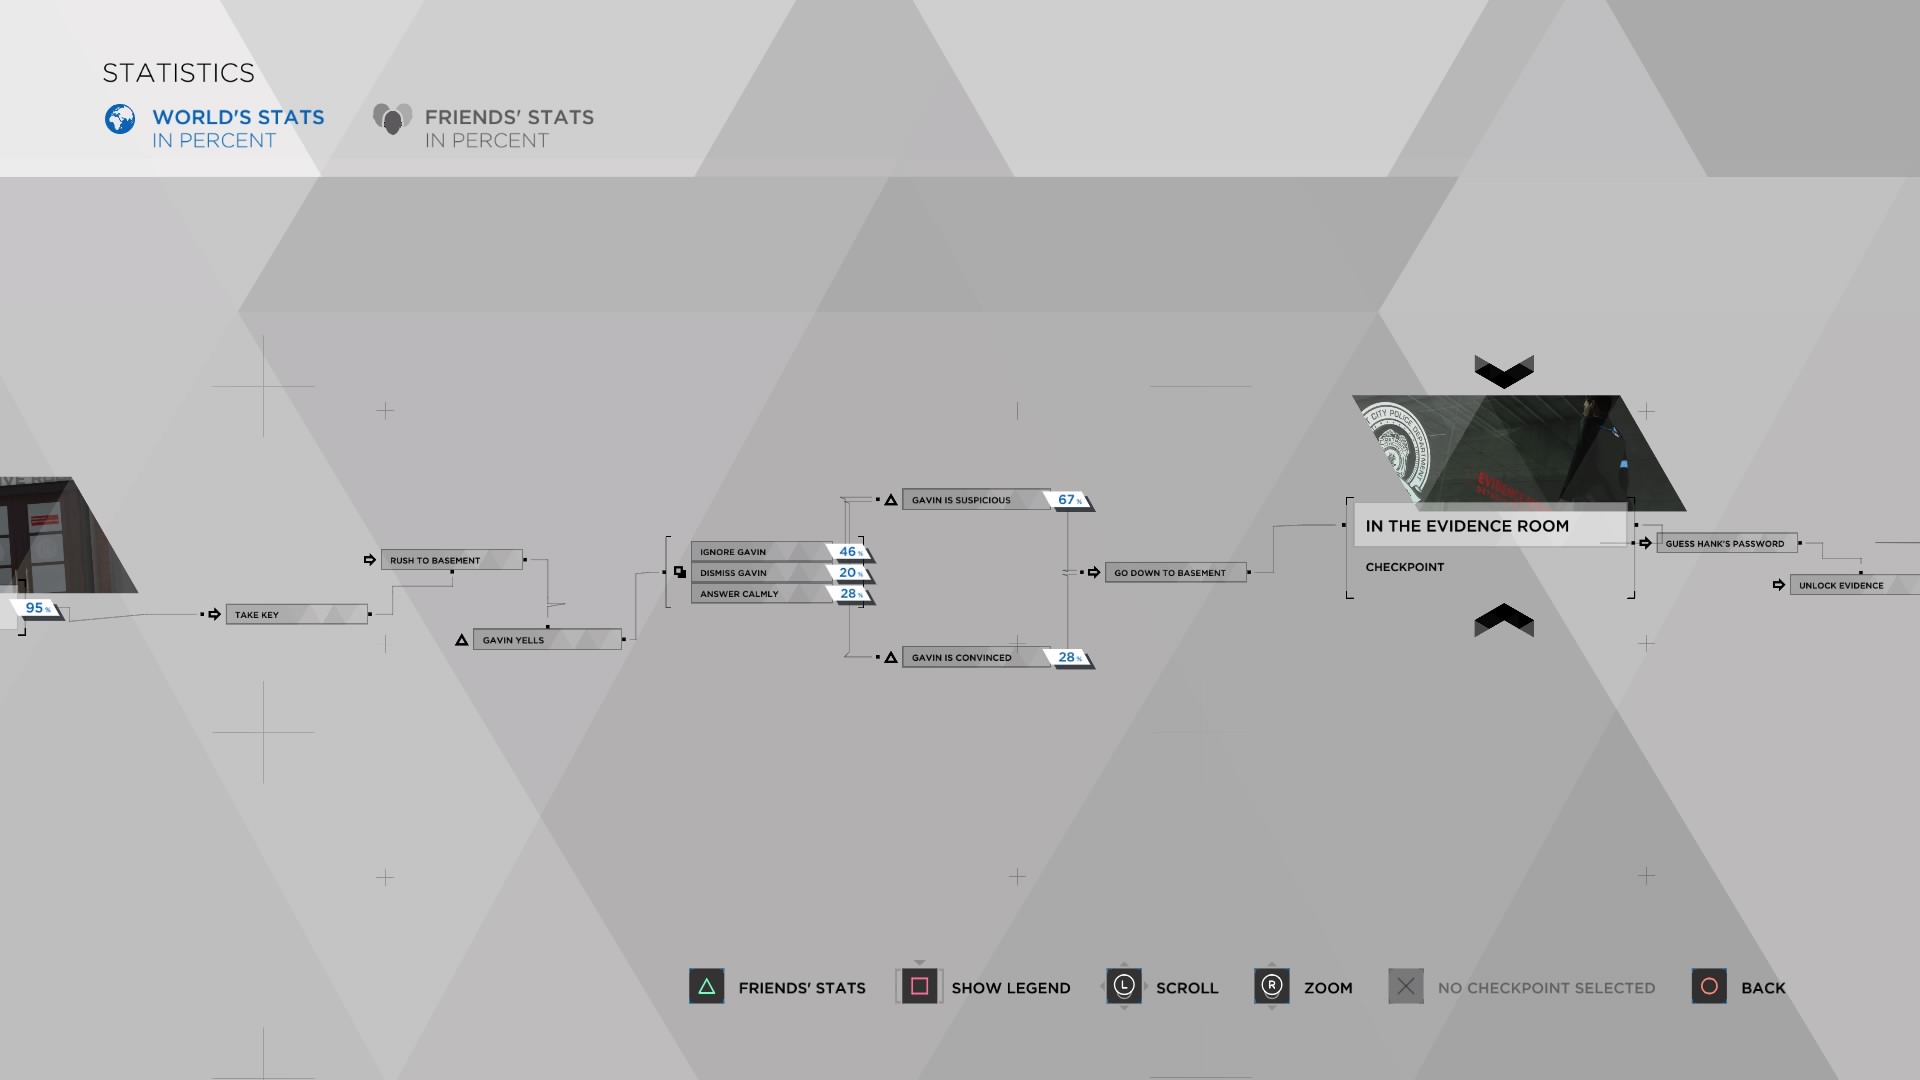 STATISTICS
WORLD'S STATS
IN PERCENT
FRIENDS' STATS
IN PERCENT
95%
TAKE KEY
RUSH TO BASEMENT
GAVIN YELLS
IGNORE GAVIN 46%
DISMISS GAVIN 20%
ANSWER CALMLY 28%
GAVIN IS SUSPICIOUS 67%
GAVIN IS CONVINCED 28%
GO DOWN TO BASEMENT
CITY POLICE DEPARTMENT
IN THE EVIDENCE ROOM
CHECKPOINT
GUESS HANK'S PASSWORD
UNLOCK EVIDENCE
FRIENDS' STATS
SHOW LEGEND
L SCROLL
R ZOOM
NO CHECKPOINT SELECTED
BACK